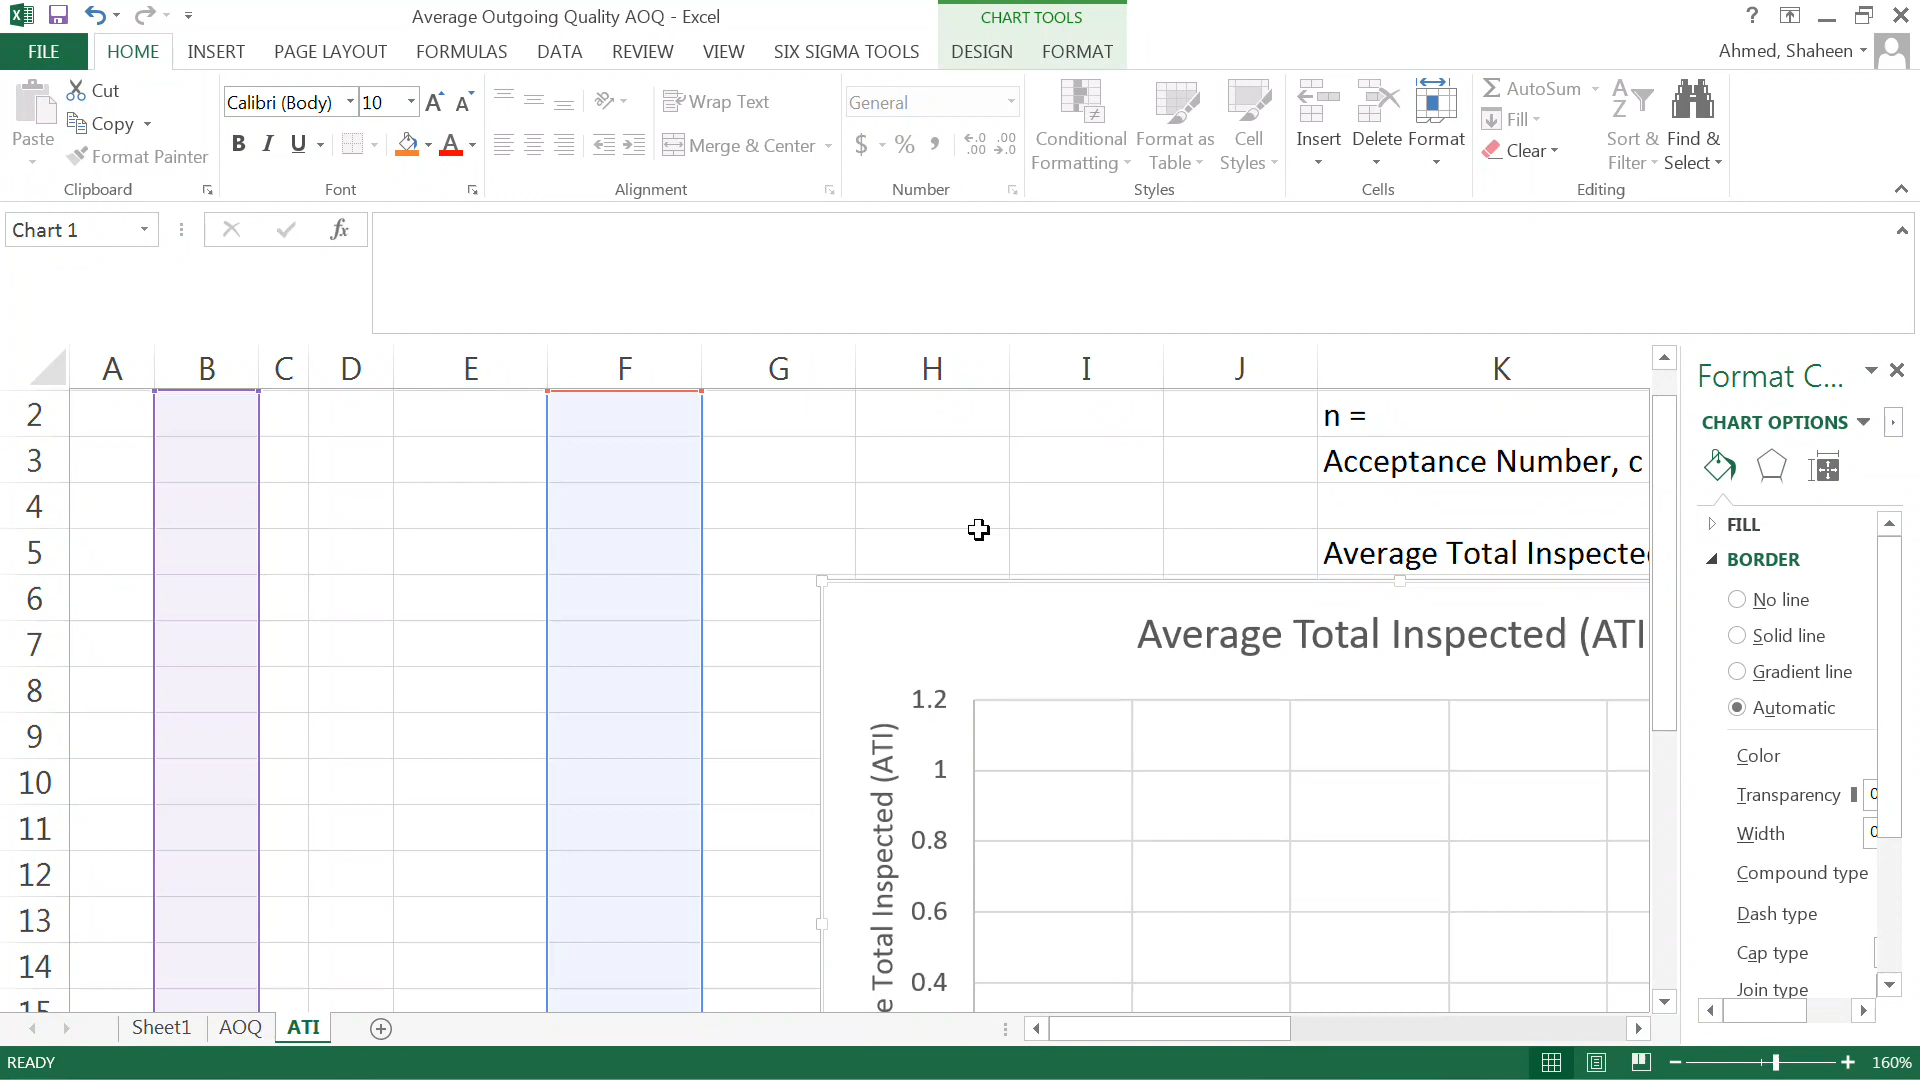 Average Outgoing Quality AOQ - Excel
CHART TOOLS
?
FILE HOME INSERT PAGE LAYOUT FORMULAS DATA REVIEW VIEW SIX SIGMA TOOLS DESIGN FORMAT
Ahmed, Shaheen
Paste
Cut
Copy
Format Painter
Clipboard
Calibri (Body) 10
B I U
Font
Wrap Text
Merge & Center
Alignment
General
$ % ,
Number
Conditional Formatting
Format as Table
Cell Styles
Styles
Insert Delete Format
Cells
AutoSum
Fill
Clear
Sort & Filter
Find & Select
Editing
Chart 1
fx
A B C D E F G H I J K
2 n =
3 Acceptance Number, c
4
5 Average Total Inspected
6
7
8
9
10
11
12
13
14
15
Average Total Inspected (ATI
e Total Inspected (ATI)
1.2
1
0.8
0.6
0.4
Format C...
CHART OPTIONS
FILL
BORDER
No line
Solid line
Gradient line
Automatic
Color
Transparency 0
Width 0
Compound type
Dash type
Cap type
Join type
Sheet1 AOQ ATI
READY
160%